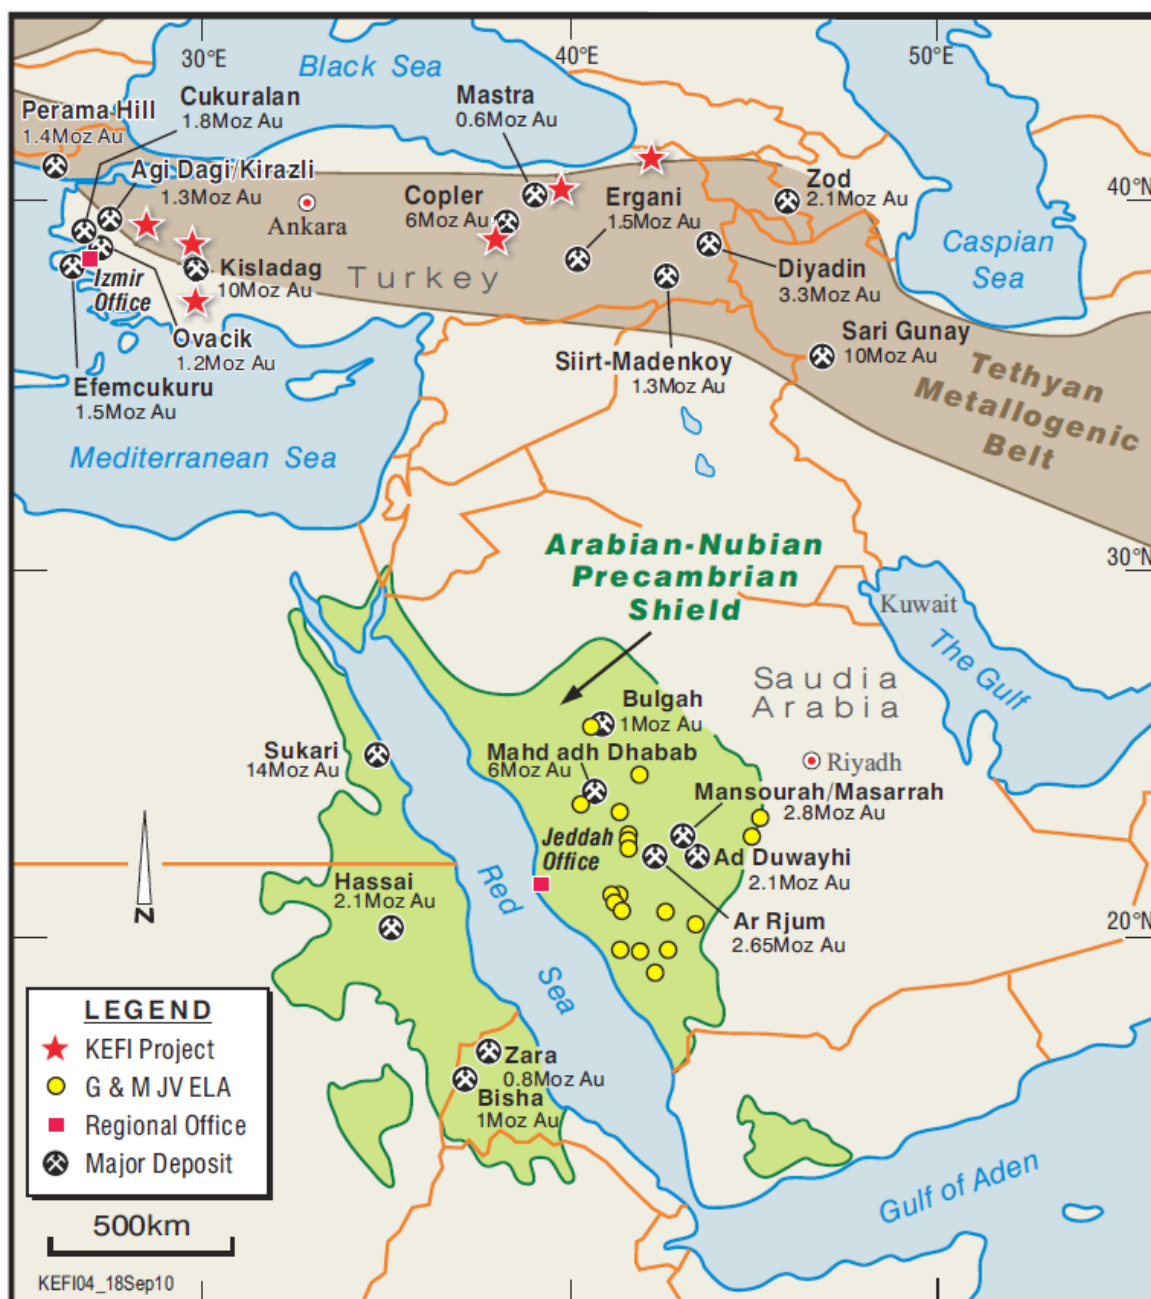 30°E
40°E
50°E
Black Sea
Perama Hill
1.4Moz Au
Cukuralan
1.8Moz Au
Mastra
0.6Moz Au
Agi Dagi/Kirazli
1.3Moz Au
Ankara
Copler
6Moz Au
Ergani
1.5Moz Au
Zod
2.1Moz Au
40°N
Caspian
Sea
Izmir
Office
Kisladag
10Moz Au
Turkey
Diyadin
3.3Moz Au
Ovacik
1.2Moz Au
Efemcukuru
1.5Moz Au
Siirt-Madenkoy
1.3Moz Au
Sari Gunay
10Moz Au
Tethyan
Metallogenic
Belt
Mediterranean Sea
Arabian-Nubian
Precambrian
Shield
30°N
Kuwait
The Gulf
Saudia
Arabia
Bulgah
1Moz Au
Sukari
14Moz Au
Mahd adh Dhabab
6Moz Au
Riyadh
Mansourah/Masarrah
2.8Moz Au
Jeddah
Office
Ad Duwayhi
2.1Moz Au
Hassai
2.1Moz Au
Red
Sea
Ar Rjum
2.65Moz Au
20°N
N
LEGEND
KEFI Project
G & M JV ELA
Regional Office
Major Deposit
Zara
0.8Moz Au
Bisha
1Moz Au
Gulf of Aden
500km
KEFI04_18Sep10